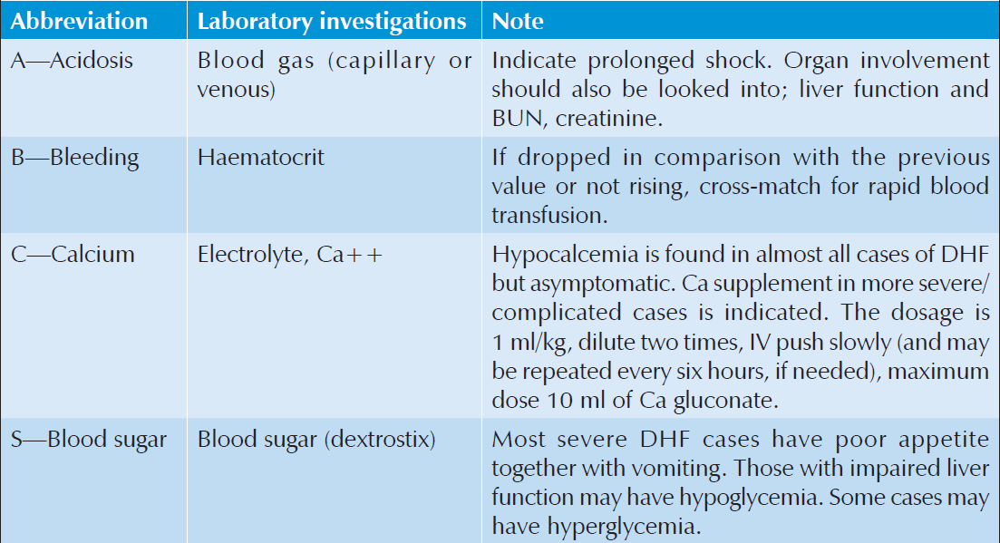 Abbreviation Laboratory investigations Note
A—Acidosis Blood gas (capillary or venous) Indicate prolonged shock. Organ involvement
should also be looked into; liver function and
BUN, creatinine.
B—Bleeding Haematocrit If dropped in comparison with the previous
value or not rising, cross-match for rapid blood
transfusion.
C—Calcium Electrolyte, Ca++ Hypocalcemia is found in almost all cases of DHF
but asymptomatic. Ca supplement in more severe/
complicated cases is indicated. The dosage is
1 ml/kg, dilute two times, IV push slowly (and may
be repeated every six hours, if needed), maximum
dose 10 ml of Ca gluconate.
S—Blood sugar Blood sugar (dextrostix) Most severe DHF cases have poor appetite
together with vomiting. Those with impaired liver
function may have hypoglycemia. Some cases may
have hyperglycemia.